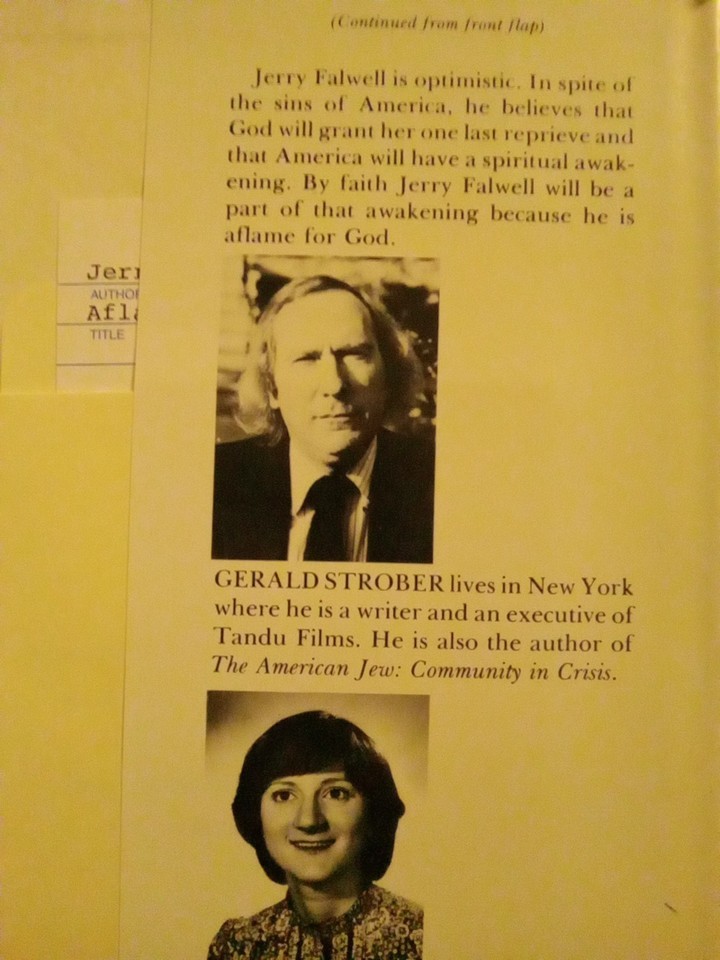 (Continued from front flap)
Jerry Falwell is optimistic. In spite of
the sins of America, he believes that
God will grant her one last reprieve and
that America will have a spiritual awak-
ening. By faith Jerry Falwell will be a
part of that awakening because he is
aflame for God.
Jerr
AUTHOR
Afla
TITLE
GERALD STROBER lives in New York
where he is a writer and an executive of
Tandu Films. He is also the author of
The American Jew: Community in Crisis.